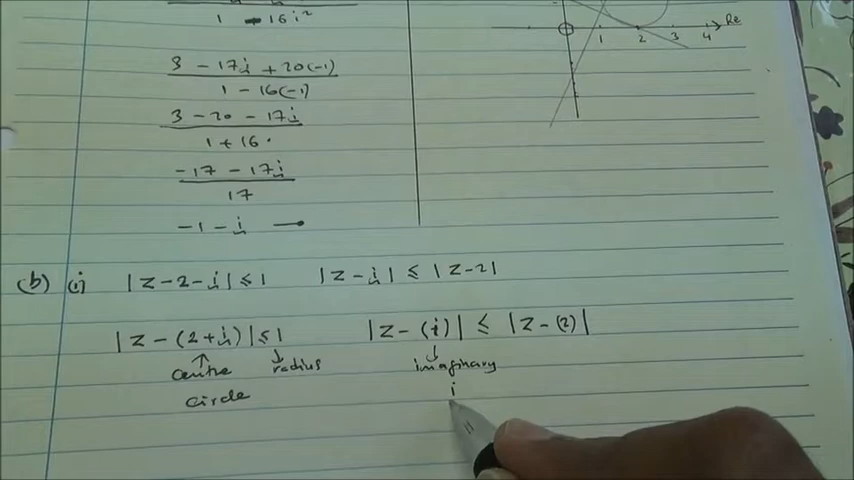 1 - 16i²
3 - 17i + 20(-1)
1 - 16(-1)
3 - 20 - 17i
1 + 16
-17 - 17i
17
-1 - i
Re
1 2 3 4
(b) (i) |z-2-i| ≤ 1 |z-i| ≤ |z-2|
|z-(2+i)| ≤ 1 |z-(i)| ≤ |z-(2)|
centre radius imaginary
circle i